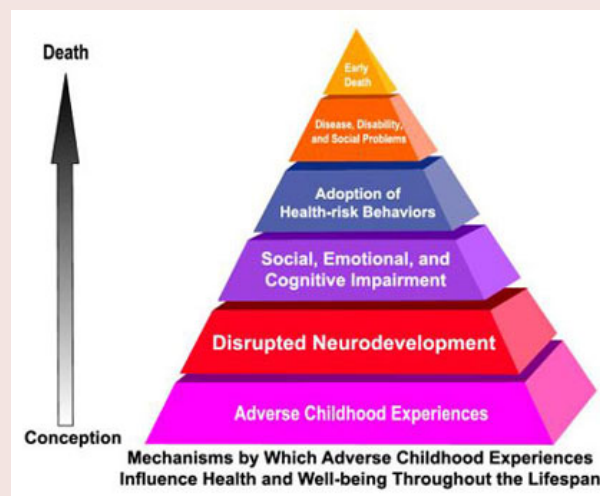 Death
Early
Death
Disease, Disability,
and Social Problems
Adoption of
Health-risk Behaviors
Social, Emotional, and
Cognitive Impairment
Disrupted Neurodevelopment
Adverse Childhood Experiences
Conception
Mechanisms by Which Adverse Childhood Experiences
Influence Health and Well-being Throughout the Lifespan